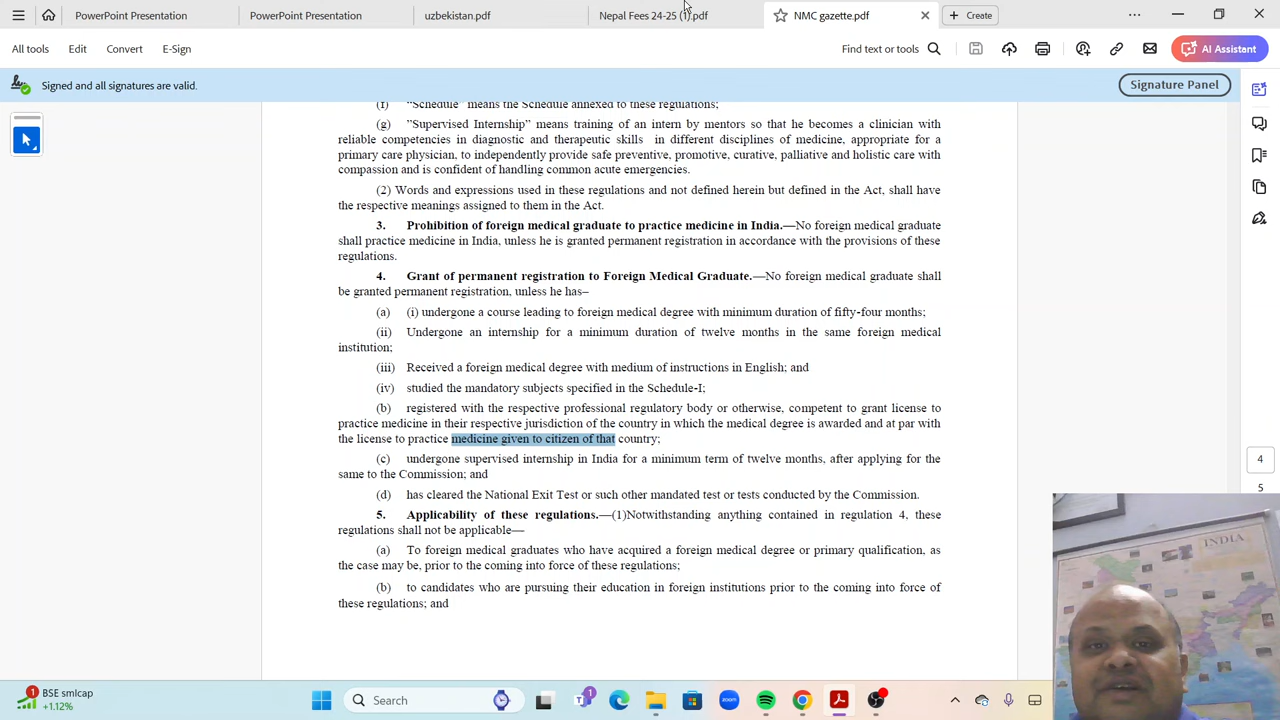 PowerPoint Presentation
PowerPoint Presentation
uzbekistan.pdf
Nepal Fees 24-25 (1).pdf
NMC gazette.pdf
Create
All tools
Edit
Convert
E-Sign
Find text or tools
AI Assistant
Signed and all signatures are valid.
Signature Panel
(f) “Schedule” means the Schedule annexed to these regulations;
(g) ”Supervised Internship” means training of an intern by mentors so that he becomes a clinician with
reliable competencies in diagnostic and therapeutic skills in different disciplines of medicine, appropriate for a
primary care physician, to independently provide safe preventive, promotive, curative, palliative and holistic care with
compassion and is confident of handling common acute emergencies.
(2) Words and expressions used in these regulations and not defined herein but defined in the Act, shall have
the respective meanings assigned to them in the Act.
3. Prohibition of foreign medical graduate to practice medicine in India.—No foreign medical graduate
shall practice medicine in India, unless he is granted permanent registration in accordance with the provisions of these
regulations.
4. Grant of permanent registration to Foreign Medical Graduate.—No foreign medical graduate shall
be granted permanent registration, unless he has–
(a) (i) undergone a course leading to foreign medical degree with minimum duration of fifty-four months;
(ii) Undergone an internship for a minimum duration of twelve months in the same foreign medical
institution;
(iii) Received a foreign medical degree with medium of instructions in English; and
(iv) studied the mandatory subjects specified in the Schedule-I;
(b) registered with the respective professional regulatory body or otherwise, competent to grant license to
practice medicine in their respective jurisdiction of the country in which the medical degree is awarded and at par with
the license to practice medicine given to citizen of that country;
(c) undergone supervised internship in India for a minimum term of twelve months, after applying for the
same to the Commission; and
(d) has cleared the National Exit Test or such other mandated test or tests conducted by the Commission.
5. Applicability of these regulations.—(1)Notwithstanding anything contained in regulation 4, these
regulations shall not be applicable—
(a) To foreign medical graduates who have acquired a foreign medical degree or primary qualification, as
the case may be, prior to the coming into force of these regulations;
(b) to candidates who are pursuing their education in foreign institutions prior to the coming into force of
these regulations; and
4
5
INDIA
1
BSE smlcap
+1.12%
Search
1
zoom